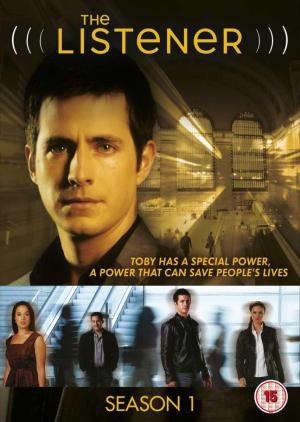 THE
LISTENER
TOBY HAS A SPECIAL POWER,
A POWER THAT CAN SAVE PEOPLE'S LIVES
SEASON 1
15